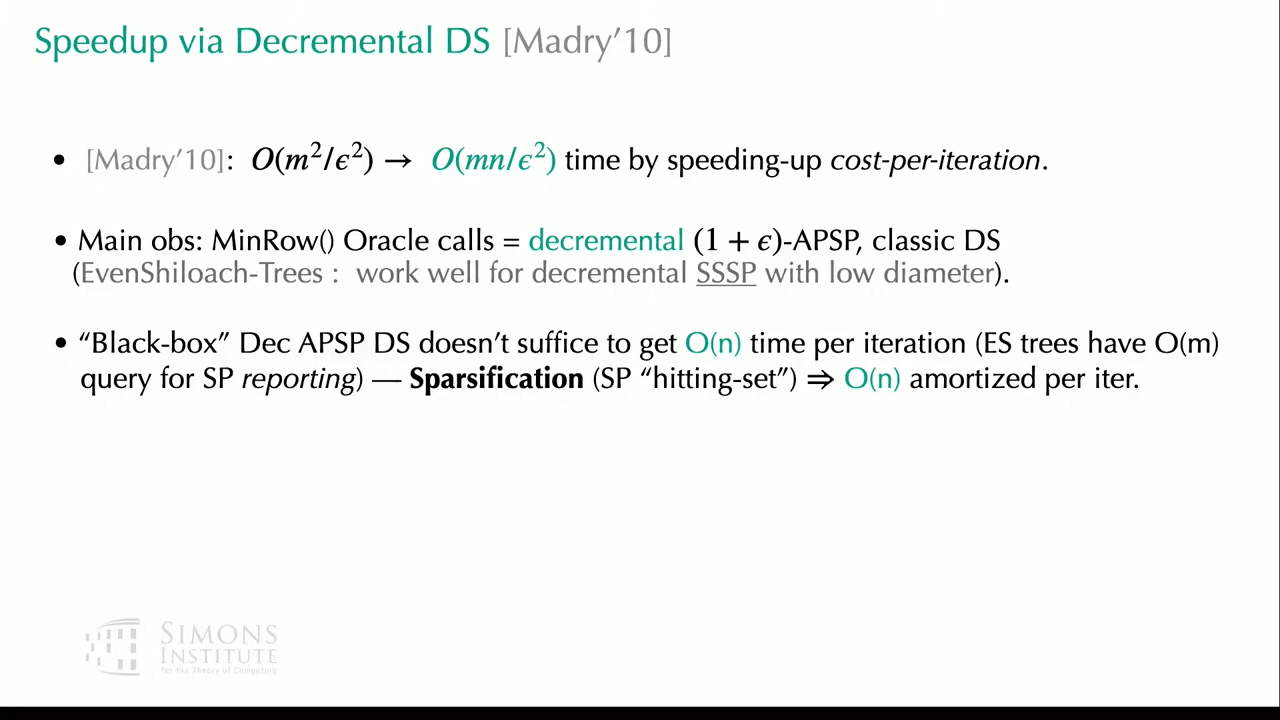 Speedup via Decremental DS [Madry'10]
• [Madry'10]: O(m²/ϵ²) → O(mn/ϵ²) time by speeding-up cost-per-iteration.
• Main obs: MinRow() Oracle calls = decremental (1 + ϵ)-APSP, classic DS
(EvenShiloach-Trees : work well for decremental SSSP with low diameter).
• “Black-box” Dec APSP DS doesn't suffice to get O(n) time per iteration (ES trees have O(m)
query for SP reporting) — Sparsification (SP “hitting-set”) ⇒ O(n) amortized per iter.
SIMONS
INSTITUTE
for the Theory of Computing